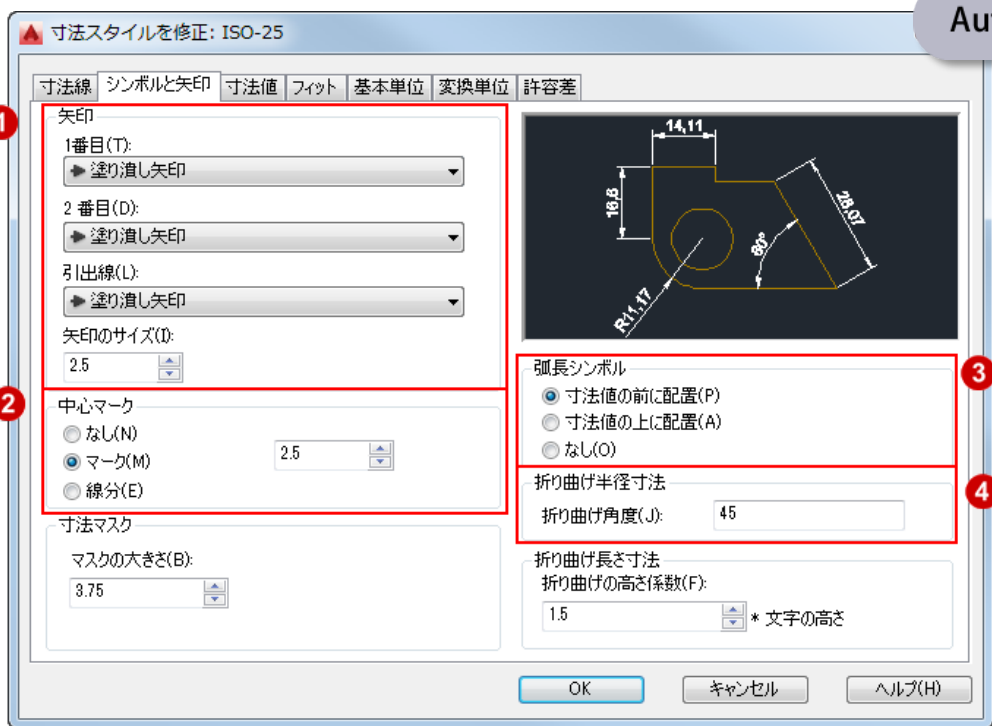 Aut
寸法スタイルを修正: ISO-25
寸法線 シンボルと矢印 寸法値 フィット 基本単位 変換単位 許容差
1
矢印
1番目(T):
塗り潰し矢印
2 番目(D):
塗り潰し矢印
引出線(L):
塗り潰し矢印
矢印のサイズ(I):
2.5
2
中心マーク
なし(N)
マーク(M)
2.5
線分(E)
寸法マスク
マスクの大きさ(B):
3.75
14,11
16,6
28,07
60°
R11,17
3
弧長シンボル
寸法値の前に配置(P)
寸法値の上に配置(A)
なし(O)
4
折り曲げ半径寸法
折り曲げ角度(J):
45
折り曲げ長さ寸法
折り曲げの高さ係数(F):
1.5
* 文字の高さ
OK キャンセル ヘルプ(H)